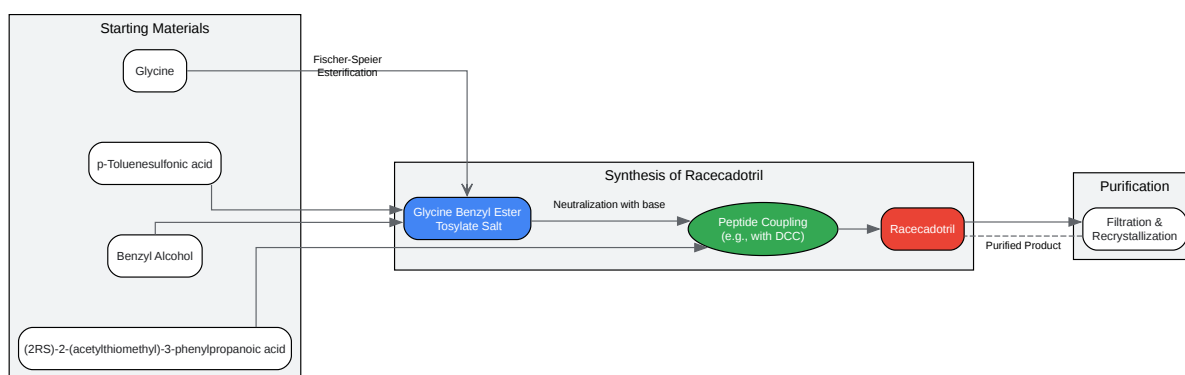 Starting Materials
Glycine
Fischer-Speier
Esterification
p-Toluenesulfonic acid
Benzyl Alcohol
(2RS)-2-(acetylthiomethyl)-3-phenylpropanoic acid
Synthesis of Racecadotril
Glycine Benzyl Ester
Tosylate Salt
Neutralization with base
Peptide Coupling
(e.g., with DCC)
Racecadotril
Purified Product
Purification
Filtration &
Recrystallization